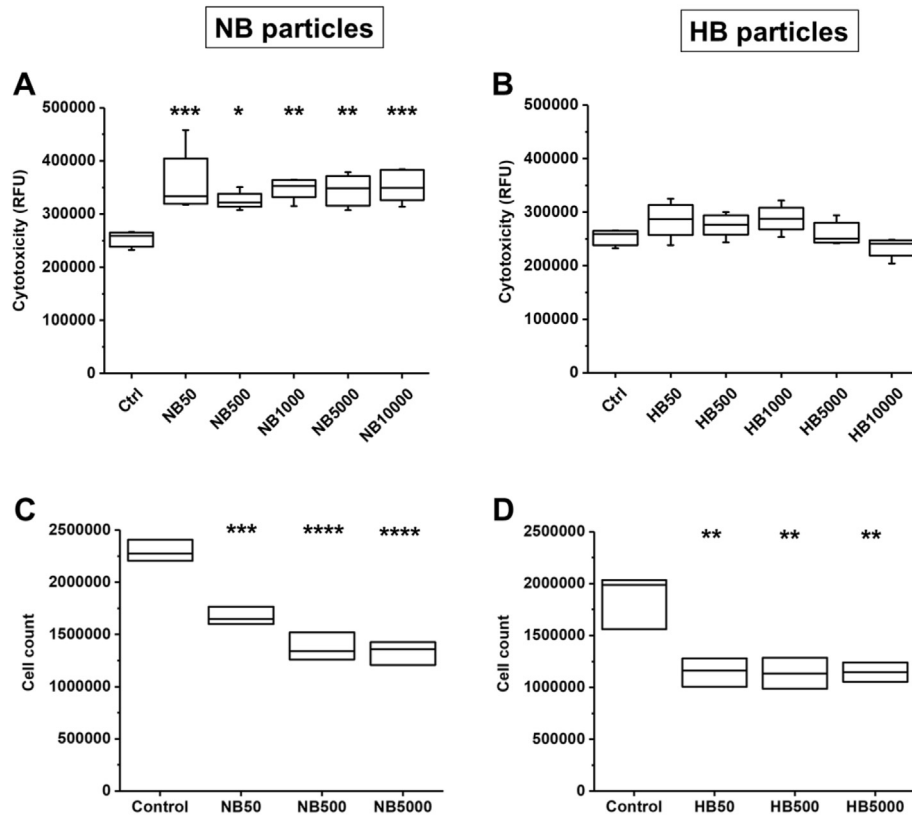 NB particles
HB particles
A
500000
400000
300000
200000
100000
0
Cytotoxicity (RFU)
*** * ** ** ***
Ctrl NB50 NB500 NB1000 NB5000 NB10000
B
500000
400000
300000
200000
100000
0
Cytotoxicity (RFU)
Ctrl HB50 HB500 HB1000 HB5000 HB10000
C
2500000
2000000
1500000
1000000
500000
0
Cell count
*** **** ****
Control NB50 NB500 NB5000
D
2500000
2000000
1500000
1000000
500000
0
Cell count
** ** **
Control HB50 HB500 HB5000